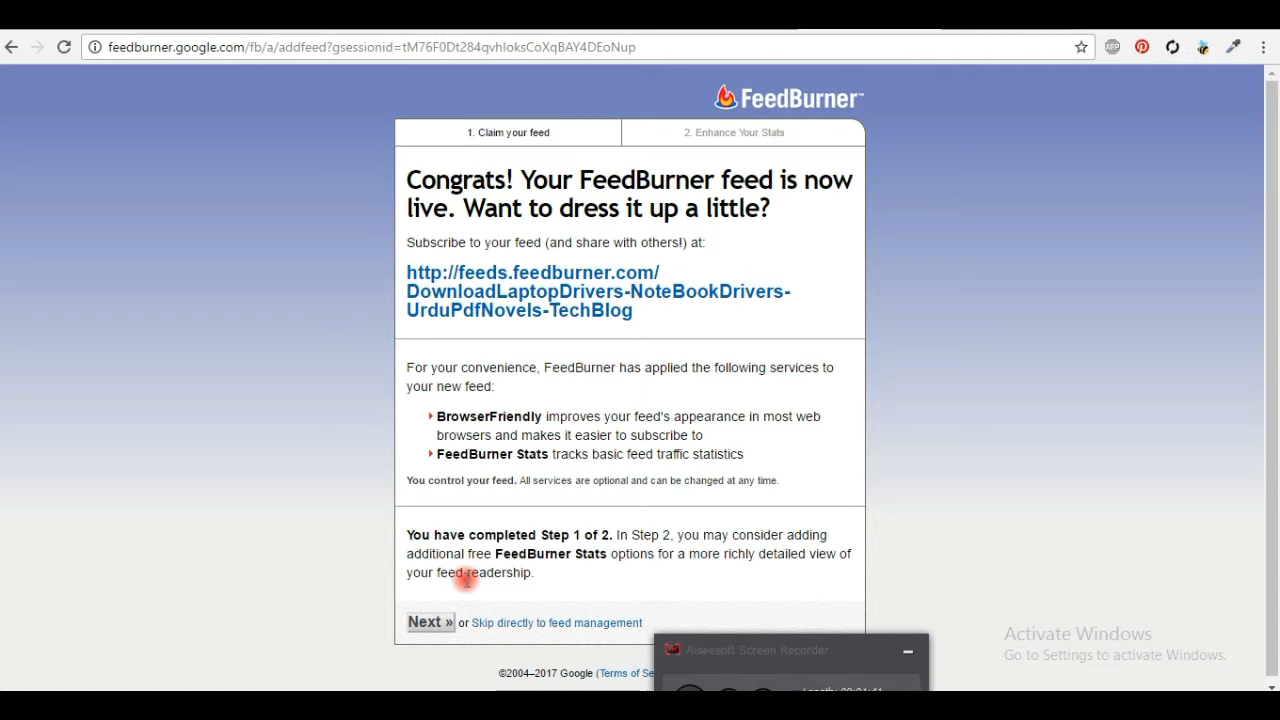 feedburner.google.com/fb/a/addfeed?gsessionid=tM76F0Dt284qvhloksCoXqBAY4DEoNup
ABP
FeedBurner™
1. Claim your feed
2. Enhance Your Stats
Congrats! Your FeedBurner feed is now
live. Want to dress it up a little?
Subscribe to your feed (and share with others!) at:
http://feeds.feedburner.com/
DownloadLaptopDrivers-NoteBookDrivers-
UrduPdfNovels-TechBlog
For your convenience, FeedBurner has applied the following services to
your new feed:
BrowserFriendly improves your feed's appearance in most web
browsers and makes it easier to subscribe to
FeedBurner Stats tracks basic feed traffic statistics
You control your feed. All services are optional and can be changed at any time.
You have completed Step 1 of 2. In Step 2, you may consider adding
additional free FeedBurner Stats options for a more richly detailed view of
your feed readership.
Next » or Skip directly to feed management
Activate Windows
Go to Settings to activate Windows.
Aiseesoft Screen Recorder
©2004–2017 Google (Terms of Se